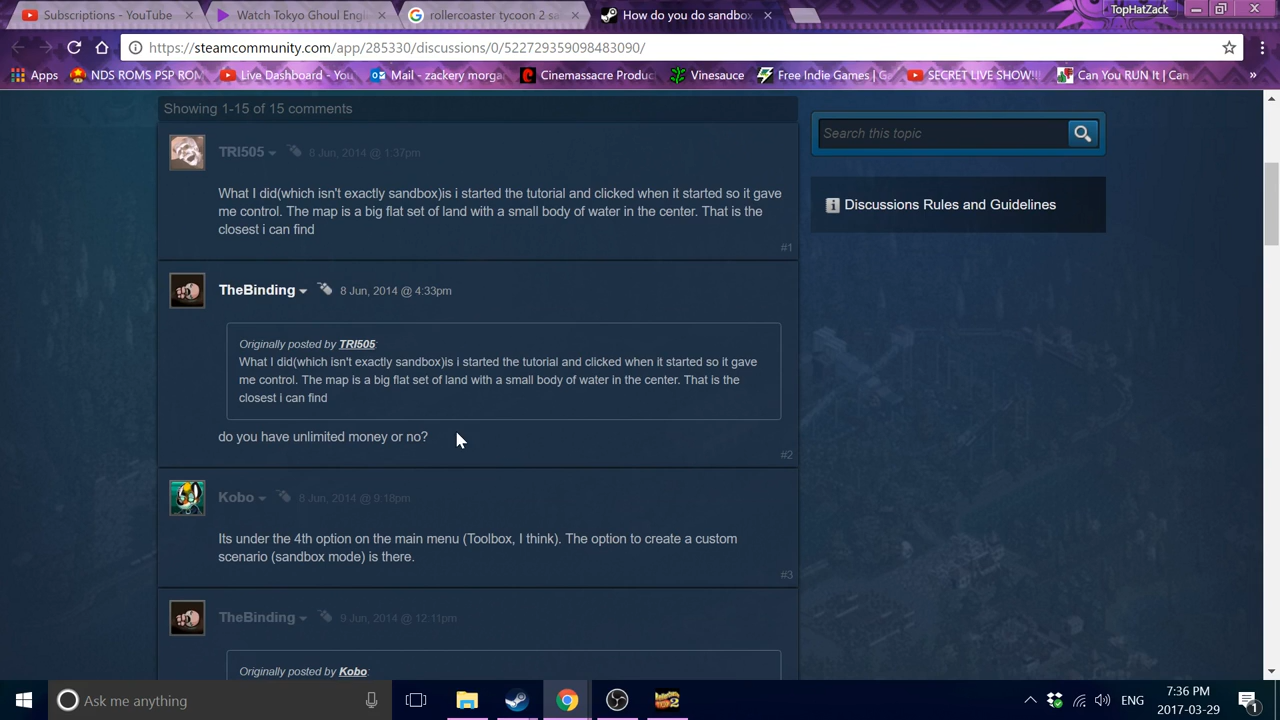 Subscriptions - YouTube
Watch Tokyo Ghoul Engl
rollercoaster tycoon 2 sa
How do you do sandbox
TopHatZack
https://steamcommunity.com/app/285330/discussions/0/522729359098483090/
Apps
NDS ROMS PSP ROM
Live Dashboard - You
Mail - zackery morga
Cinemassacre Produc
Vinesauce
Free Indie Games | G
SECRET LIVE SHOW!!!
Can You RUN It | Can
»
Showing 1-15 of 15 comments
Search this topic
Discussions Rules and Guidelines
TRI505 8 Jun, 2014 @ 1:37pm
What I did(which isn't exactly sandbox)is i started the tutorial and clicked when it started so it gave
me control. The map is a big flat set of land with a small body of water in the center. That is the
closest i can find
#1
TheBinding 8 Jun, 2014 @ 4:33pm
Originally posted by TRI505:
What I did(which isn't exactly sandbox)is i started the tutorial and clicked when it started so it gave
me control. The map is a big flat set of land with a small body of water in the center. That is the
closest i can find
do you have unlimited money or no?
#2
Kobo 8 Jun, 2014 @ 9:18pm
Its under the 4th option on the main menu (Toolbox, I think). The option to create a custom
scenario (sandbox mode) is there.
#3
TheBinding 9 Jun, 2014 @ 12:11pm
Originally posted by Kobo:
Ask me anything
ENG
7:36 PM
2017-03-29
1